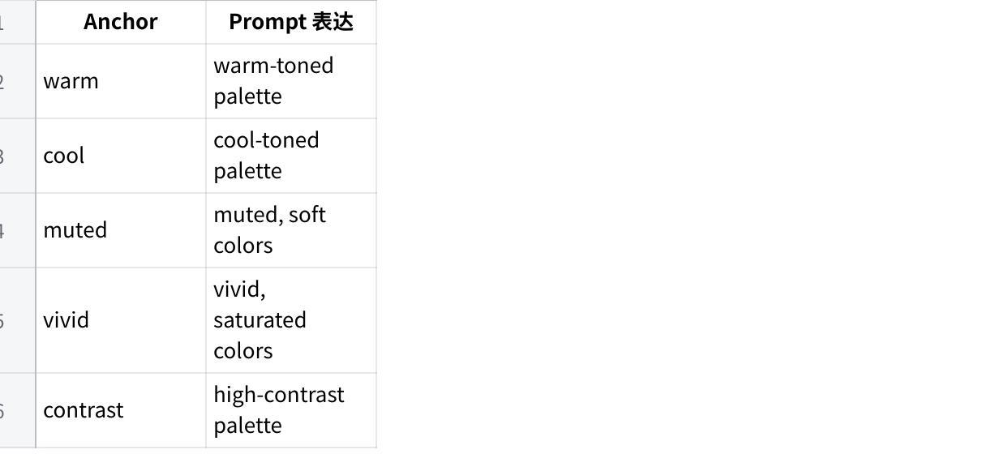 1 Anchor Prompt 表达
2 warm warm-toned
palette
3 cool cool-toned
palette
4 muted muted, soft
colors
5 vivid vivid,
saturated
colors
6 contrast high-contrast
palette